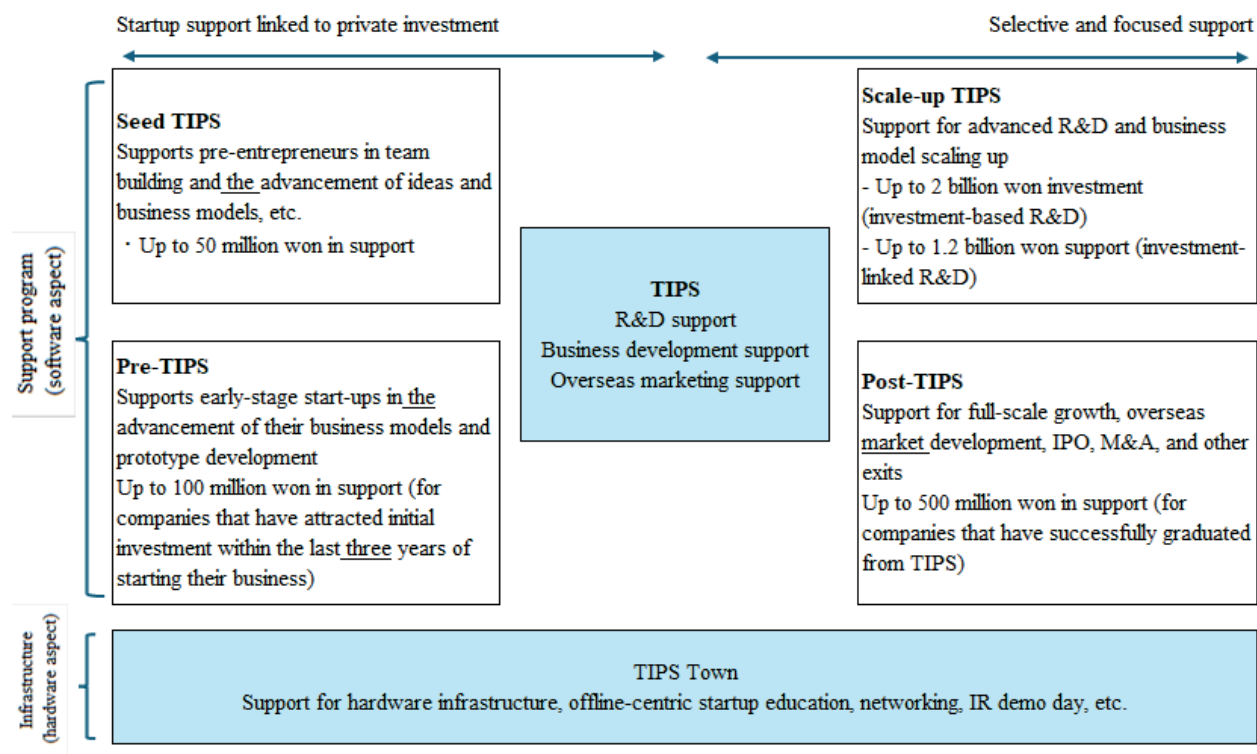 Startup support linked to private investment
Selective and focused support
Support program
(software aspect)
Seed TIPS
Supports pre-entrepreneurs in team
building and the advancement of ideas and
business models, etc.
· Up to 50 million won in support
Pre-TIPS
Supports early-stage start-ups in the
advancement of their business models and
prototype development
Up to 100 million won in support (for
companies that have attracted initial
investment within the last three years of
starting their business)
TIPS
R&D support
Business development support
Overseas marketing support
Scale-up TIPS
Support for advanced R&D and business
model scaling up
- Up to 2 billion won investment
(investment-based R&D)
- Up to 1.2 billion won support (investment-
linked R&D)
Post-TIPS
Support for full-scale growth, overseas
market development, IPO, M&A, and other
exits
Up to 500 million won in support (for
companies that have successfully graduated
from TIPS)
Infrastructure
(hardware aspect)
TIPS Town
Support for hardware infrastructure, offline-centric startup education, networking, IR demo day, etc.